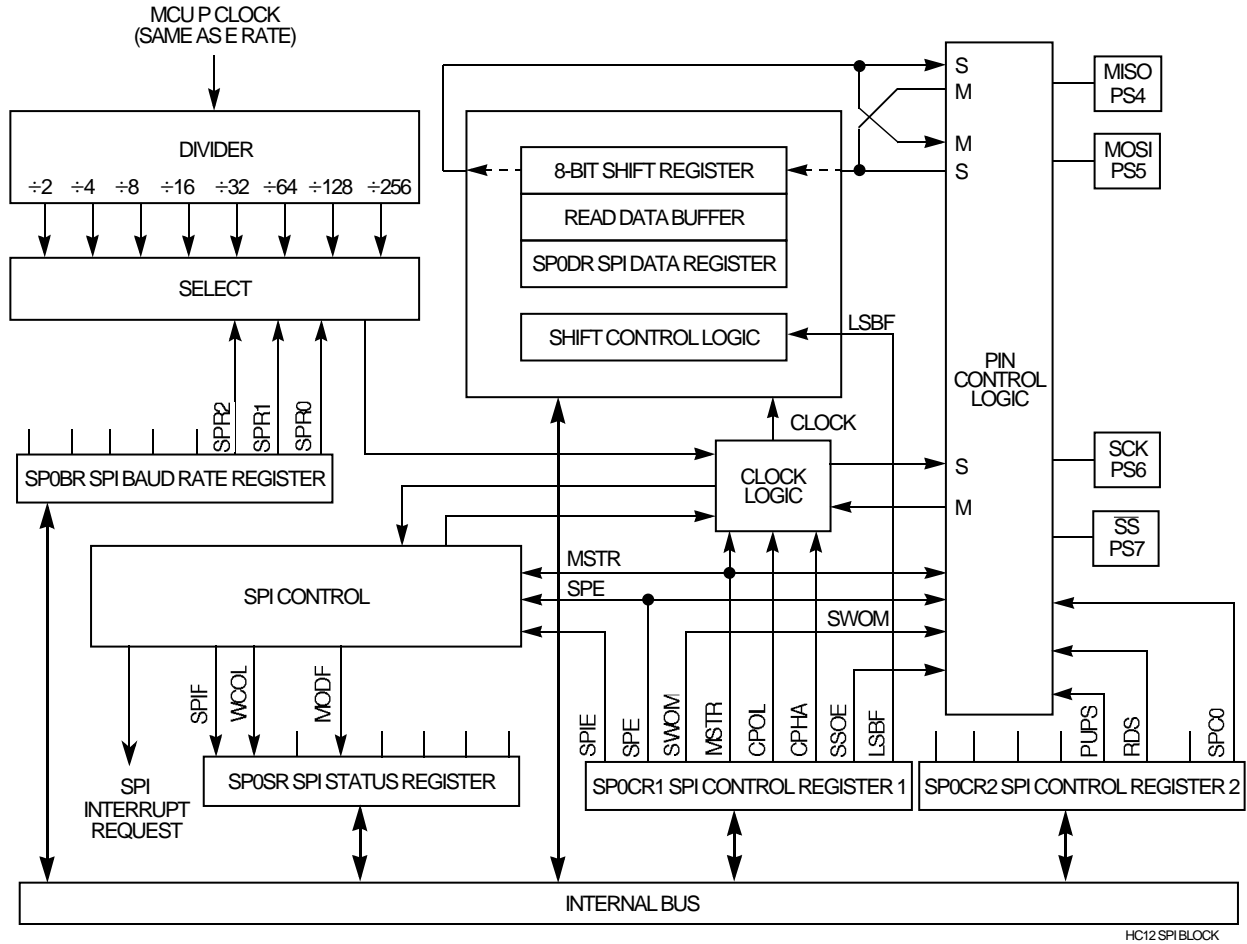 MCU P CLOCK
(SAME AS E RATE)
DIVIDER
÷2 ÷4 ÷8 ÷16 ÷32 ÷64 ÷128 ÷256
SELECT
SPR2
SPR1
SPR0
SP0BR SPI BAUD RATE REGISTER
8-BIT SHIFT REGISTER
READ DATA BUFFER
SP0DR SPI DATA REGISTER
SHIFT CONTROL LOGIC
LSBF
CLOCK
CLOCK
LOGIC
S
M
M
S
PIN
CONTROL
LOGIC
S
M
MISO
PS4
MOSI
PS5
SCK
PS6
SS
PS7
SPI CONTROL
MSTR
SPE
SWOM
SPIF
WCOL
MODF
SPI
INTERRUPT
REQUEST
SP0SR SPI STATUS REGISTER
SPIE
SPE
SWOM
MSTR
CPOL
CPHA
SSOE
LSBF
SP0CR1 SPI CONTROL REGISTER 1
PUPS
RDS
SPC0
SP0CR2 SPI CONTROL REGISTER 2
INTERNAL BUS
HC12 SPI BLOCK